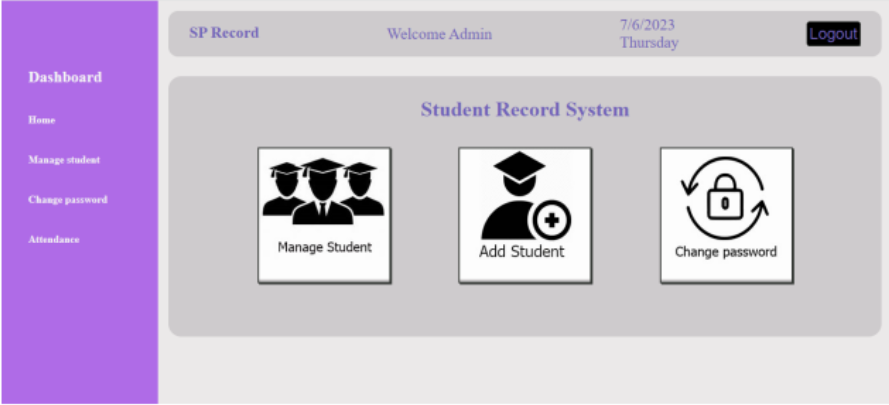 Dashboard
Home
Manage student
Change password
Attendance
SP Record
Welcome Admin
7/6/2023
Thursday
Logout
Student Record System
Manage Student
Add Student
Change password